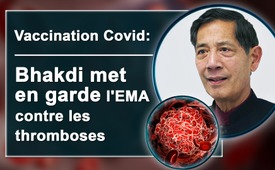 Vaccination Covid:
Bhakdi met
en garde l'EMA
contre les
thromboses